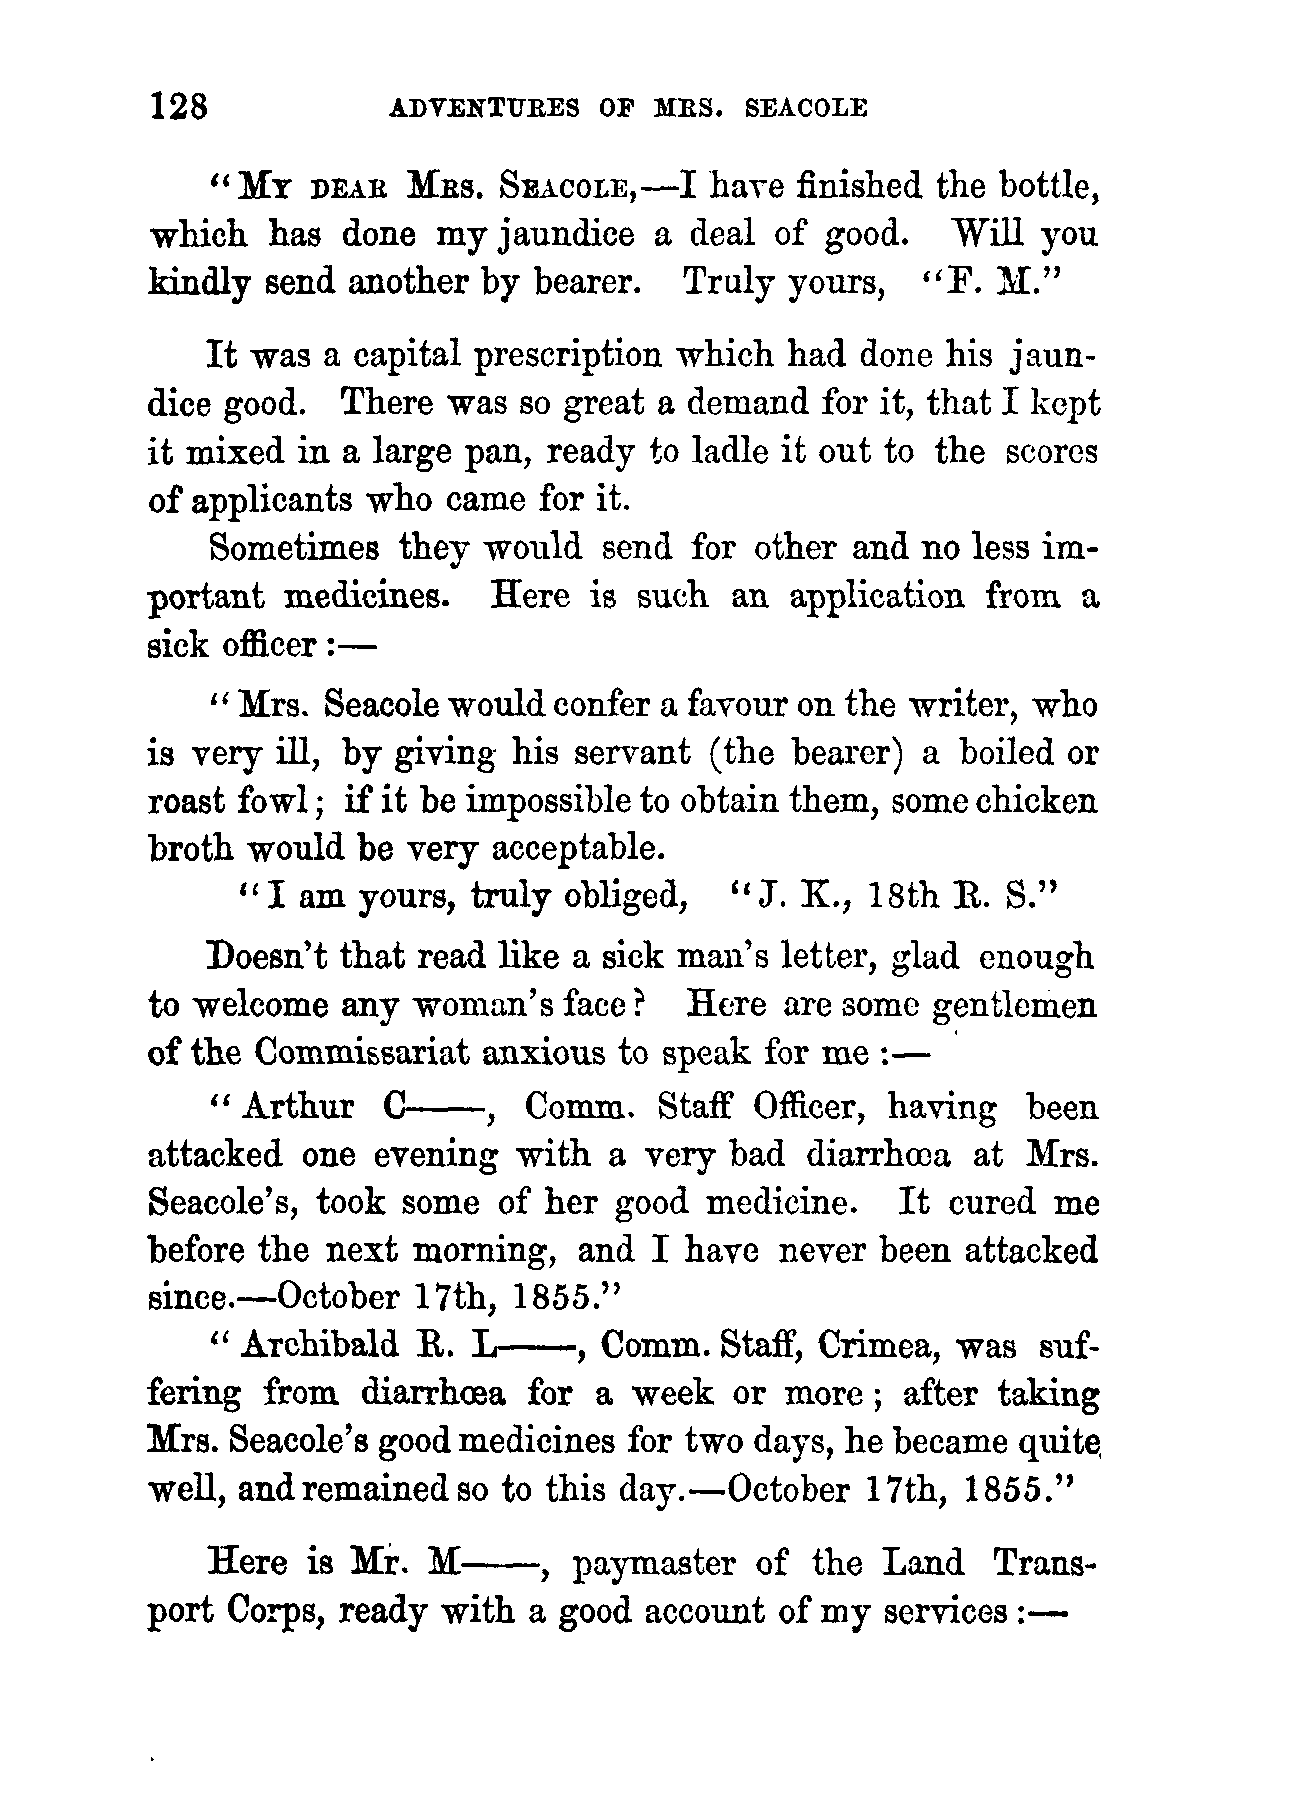 128 ADVENTURES OF MRS. SEACOLE
“MY DEAR MRS. SEACOLE,—I have finished the bottle,
which has done my jaundice a deal of good. Will you
kindly send another by bearer. Truly yours, “F. M.”
It was a capital prescription which had done his jaun-
dice good. There was so great a demand for it, that I kept
it mixed in a large pan, ready to ladle it out to the scores
of applicants who came for it.
Sometimes they would send for other and no less im-
portant medicines. Here is such an application from a
sick officer :—
“Mrs. Seacole would confer a favour on the writer, who
is very ill, by giving his servant (the bearer) a boiled or
roast fowl ; if it be impossible to obtain them, some chicken
broth would be very acceptable.
“I am yours, truly obliged, “J. K., 18th R. S.”
Doesn’t that read like a sick man’s letter, glad enough
to welcome any woman’s face ? Here are some gentlemen
of the Commissariat anxious to speak for me :—
“Arthur C——, Comm. Staff Officer, having been
attacked one evening with a very bad diarrhœa at Mrs.
Seacole’s, took some of her good medicine. It cured me
before the next morning, and I have never been attacked
since.—October 17th, 1855.”
“Archibald R. L——, Comm. Staff, Crimea, was suf-
fering from diarrhœa for a week or more ; after taking
Mrs. Seacole’s good medicines for two days, he became quite
well, and remained so to this day.—October 17th, 1855.”
Here is Mr. M——, paymaster of the Land Trans-
port Corps, ready with a good account of my services :—